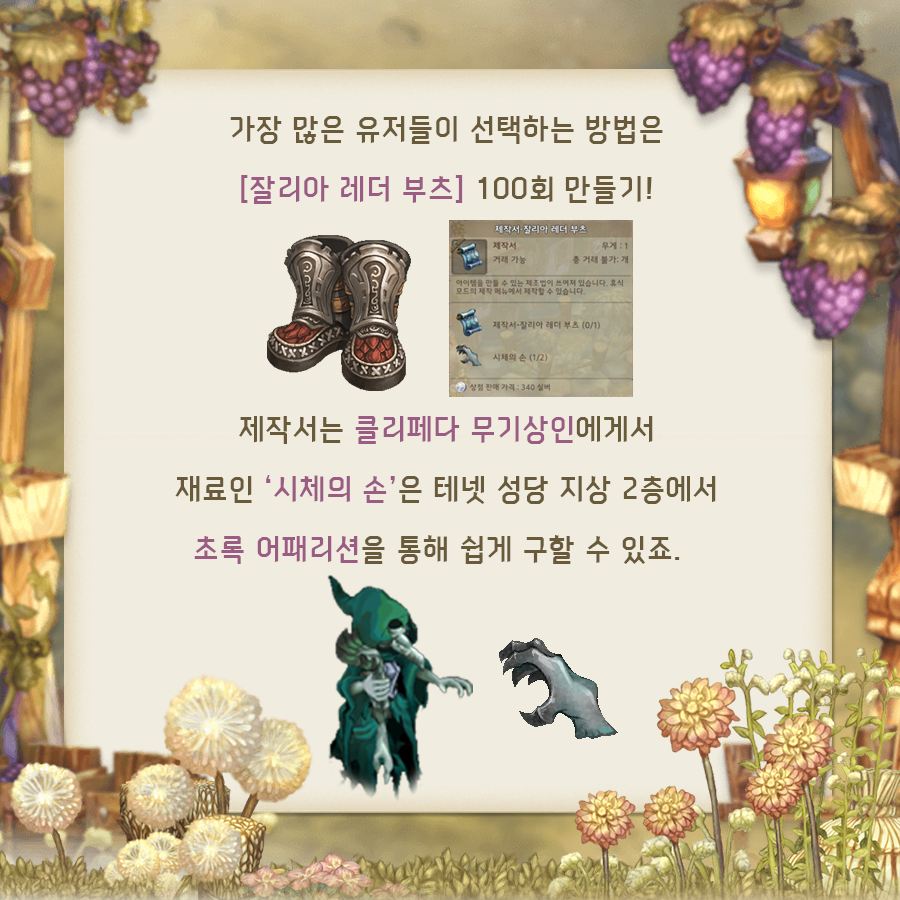 가장 많은 유저들이 선택하는 방법은
[잘리아 레더 부츠] 100회 만들기!
제작서-잘리아 레더 부츠
제작서 무게 : 1
거래 가능 총 거래 불가: 개
아이템을 만들 수 있는 제조법이 쓰여져 있습니다. 휴식
모드의 제작 메뉴에서 제작할 수 있습니다.
제작서-잘리아 레더 부츠 (0/1)
시체의 손 (1/2)
상점 판매 가격 : 340 실버
제작서는 클리페다 무기상인에게서
재료인 ‘시체의 손’은 테넷 성당 지상 2층에서
초록 어패리션을 통해 쉽게 구할 수 있죠.